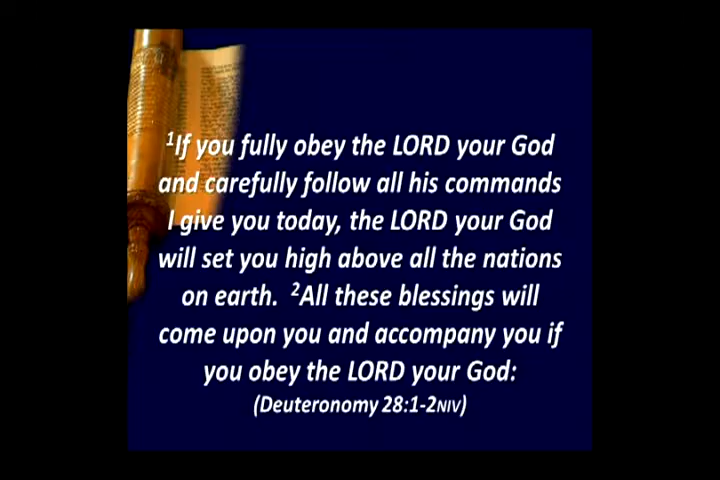 ¹If you fully obey the LORD your God
and carefully follow all his commands
I give you today, the LORD your God
will set you high above all the nations
on earth. ²All these blessings will
come upon you and accompany you if
you obey the LORD your God:
(Deuteronomy 28:1-2NIV)